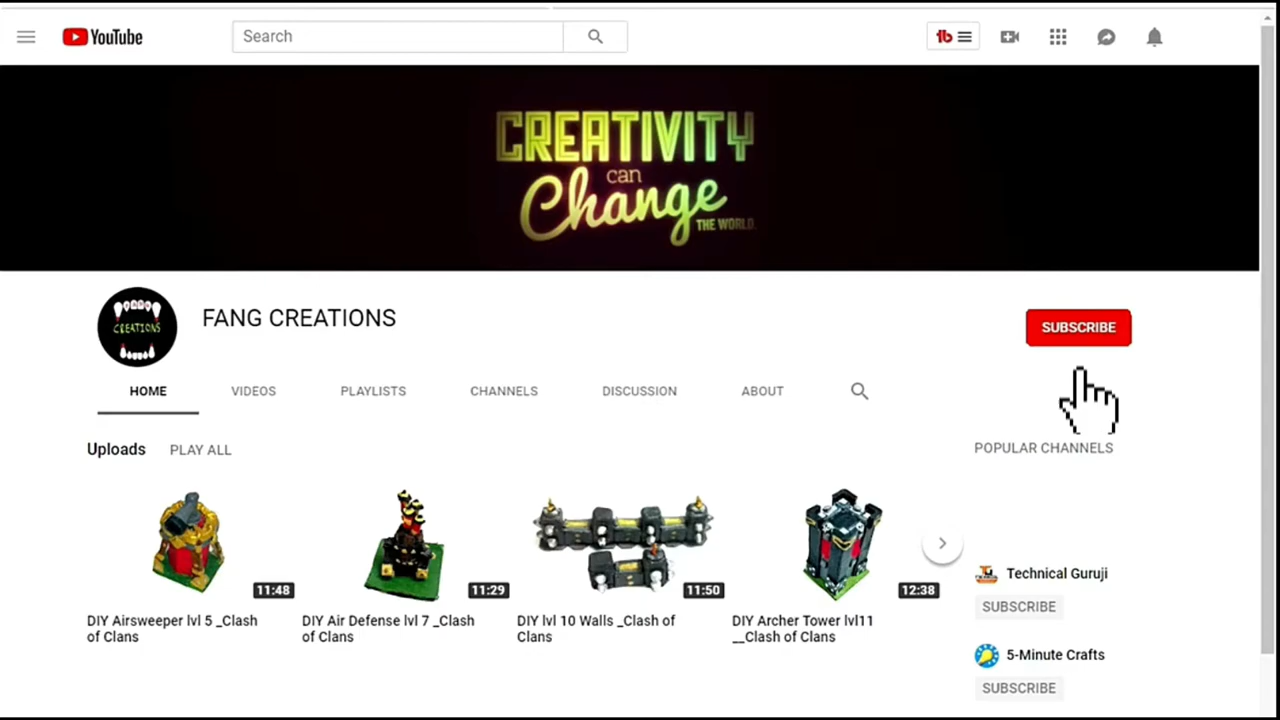 YouTube
Search
CREATIVITY
can
Change
THE WORLD.
CREATIONS
FANG CREATIONS
SUBSCRIBE
HOME VIDEOS PLAYLISTS CHANNELS DISCUSSION ABOUT
Uploads PLAY ALL
POPULAR CHANNELS
11:48 11:29 11:50 12:38
DIY Airsweeper lvl 5 _Clash
of Clans
DIY Air Defense lvl 7 _Clash
of Clans
DIY lvl 10 Walls _Clash of
Clans
DIY Archer Tower lvl11
__Clash of Clans
Technical Guruji
SUBSCRIBE
5-Minute Crafts
SUBSCRIBE